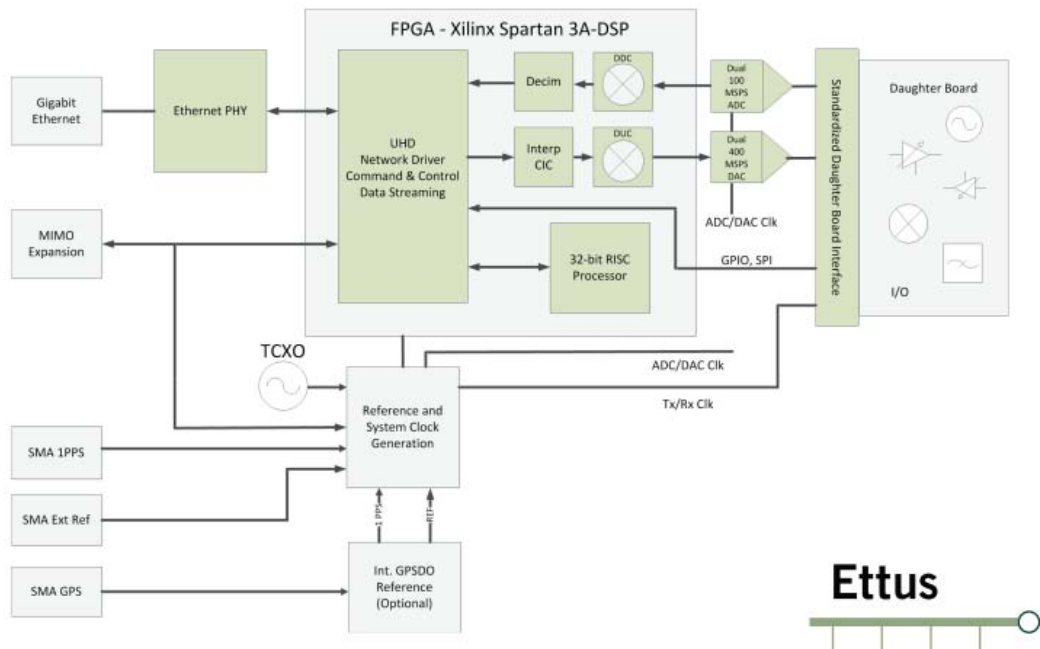 FPGA - Xilinx Spartan 3A-DSP
Gigabit
Ethernet
Ethernet PHY
UHD
Network Driver
Command & Control
Data Streaming
Decim
DDC
Dual
100
MSPS
ADC
Interp
CIC
DUC
Dual
400
MSPS
DAC
ADC/DAC Clk
Standardized Daughter Board Interface
Daughter Board
I/O
MIMO
Expansion
32-bit RISC
Processor
GPIO, SPI
TCXO
ADC/DAC Clk
Tx/Rx Clk
Reference and
System Clock
Generation
SMA 1PPS
SMA Ext Ref
1 PPS
REF
SMA GPS
Int. GPSDO
Reference
(Optional)
Ettus